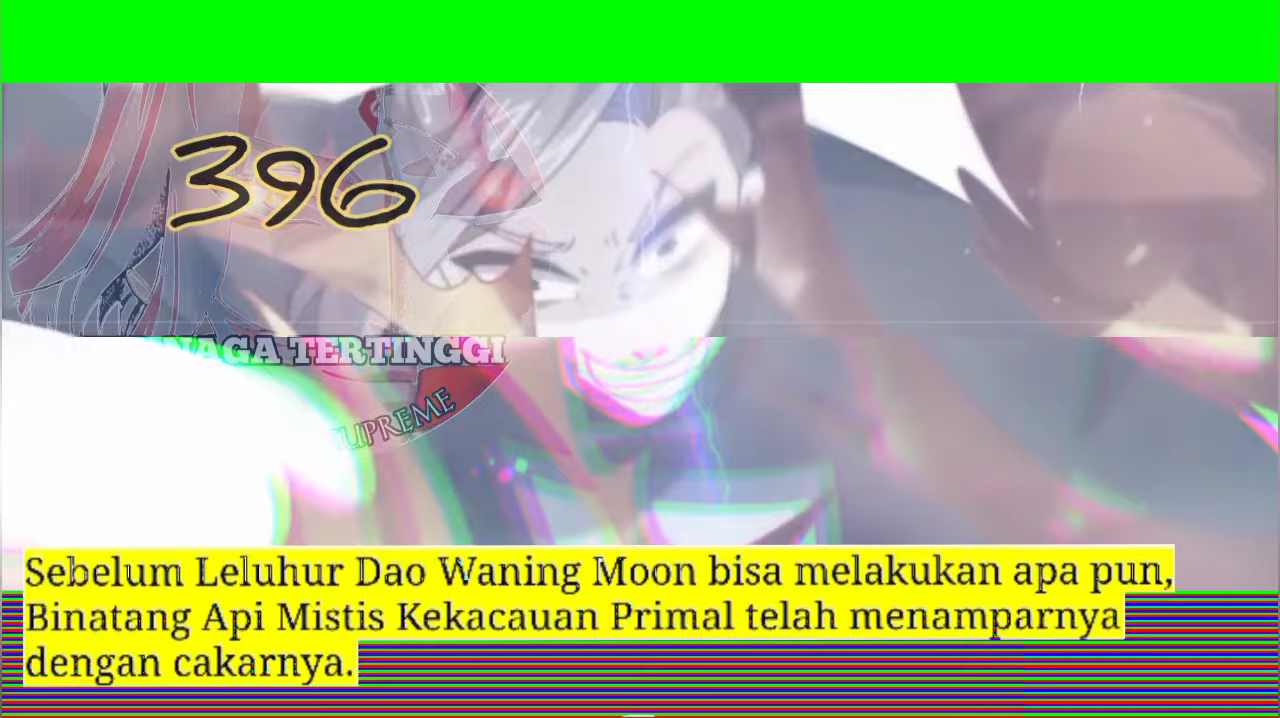 396
NAGA TERTINGGI
SUPREME
Sebelum Leluhur Dao Waning Moon bisa melakukan apa pun,
Binatang Api Mistis Kekacauan Primal telah menamparnya
dengan cakarnya.